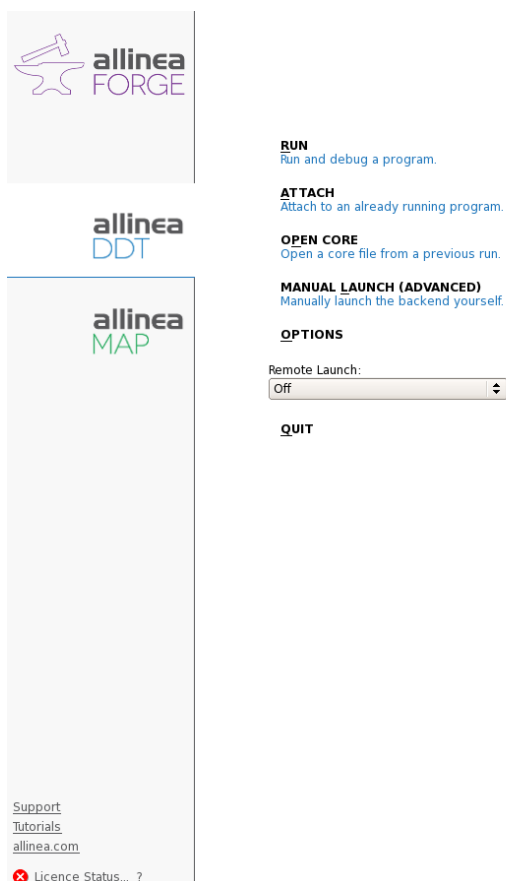 allinea
FORGE
allinea
DDT
allinea
MAP
Support
Tutorials
allinea.com
Licence Status... ?
RUN
Run and debug a program.
ATTACH
Attach to an already running program.
OPEN CORE
Open a core file from a previous run.
MANUAL LAUNCH (ADVANCED)
Manually launch the backend yourself.
OPTIONS
Remote Launch:
Off
QUIT